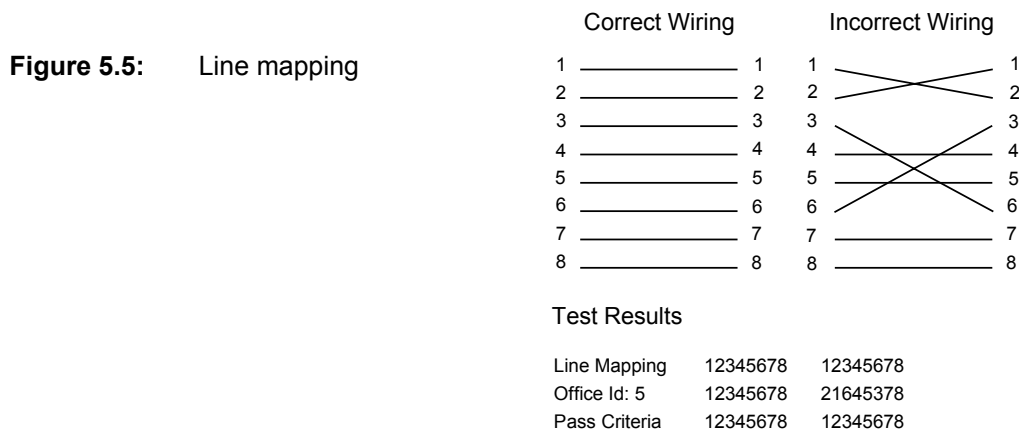 Correct Wiring Incorrect Wiring
Figure 5.5: Line mapping
1 1 1 1
2 2 2 2
3 3 3 3
4 4 4 4
5 5 5 5
6 6 6 6
7 7 7 7
8 8 8 8
Test Results
Line Mapping 12345678 12345678
Office Id: 5 12345678 21645378
Pass Criteria 12345678 12345678